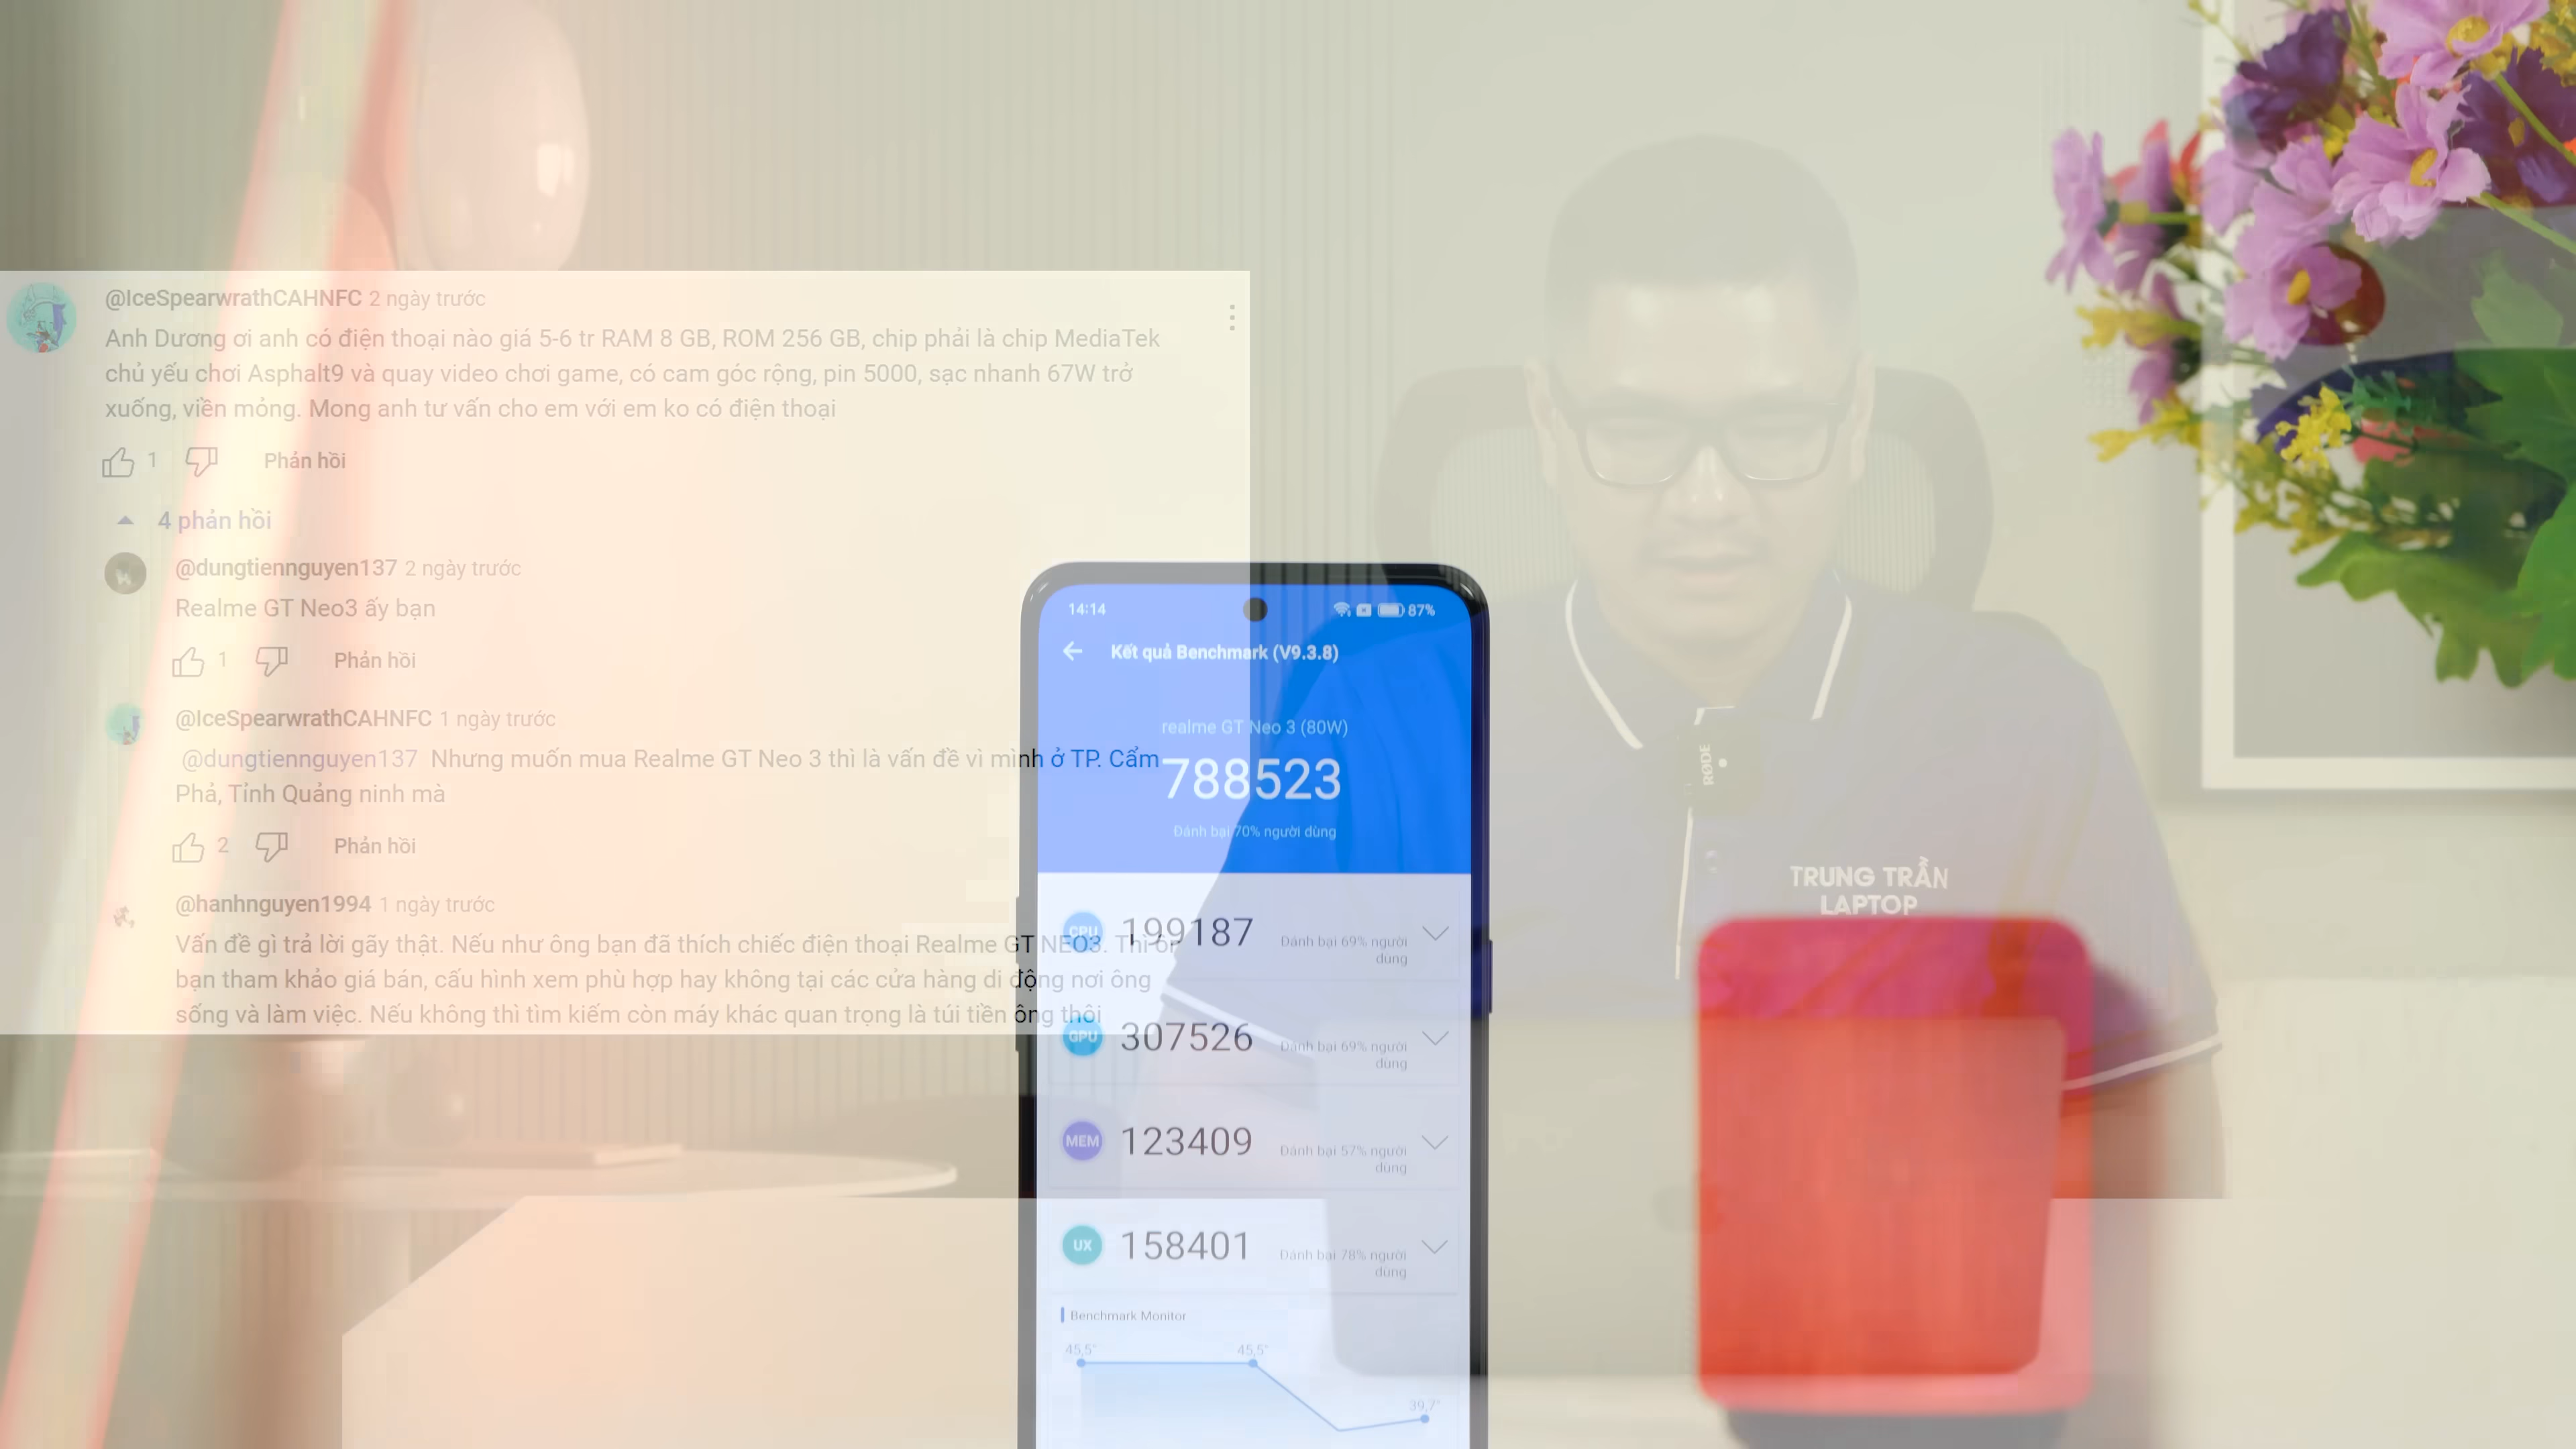 @IceSpearwrathCAHNFC 2 ngày trước
Anh Dương ơi anh có điện thoại nào giá 5-6 tr RAM 8 GB, ROM 256 GB, chip phải là chip MediaTek
chủ yếu chơi Asphalt9 và quay video chơi game, có cam góc rộng, pin 5000, sạc nhanh 67W trở
xuống, viền mỏng. Mong anh tư vấn cho em với em ko có điện thoại
1 Phản hồi
4 phản hồi
@dungtiennguyen137 2 ngày trước
Realme GT Neo3 ấy bạn
1 Phản hồi
@IceSpearwrathCAHNFC 1 ngày trước
@dungtiennguyen137 Nhưng muốn mua Realme GT Neo 3 thì là vấn đề vì mình ở TP. Cẩm
Phả, Tỉnh Quảng ninh mà
2 Phản hồi
@hanhnguyen1994 1 ngày trước
Vấn đề gì trả lời gãy thật. Nếu như ông bạn đã thích chiếc điện thoại Realme GT NEO3. Thì
bạn tham khảo giá bán, cấu hình xem phù hợp hay không tại các cửa hàng di động nơi ông
sống và làm việc. Nếu không thì tìm kiếm còn máy khác quan trọng là túi tiền ông thôi
14:14 87%
Kết quả Benchmark (V9.3.8)
realme GT Neo 3 (80W)
788523
Đánh bại 70% người dùng
CPU 199187 Đánh bại 69% người
dùng
GPU 307526 Đánh bại 69% người
dùng
MEM 123409 Đánh bại 57% người
dùng
UX 158401 Đánh bại 78% người
dùng
Benchmark Monitor
45,5° 45,5°
39,7°
RØDE
TRUNG TRẦN
LAPTOP